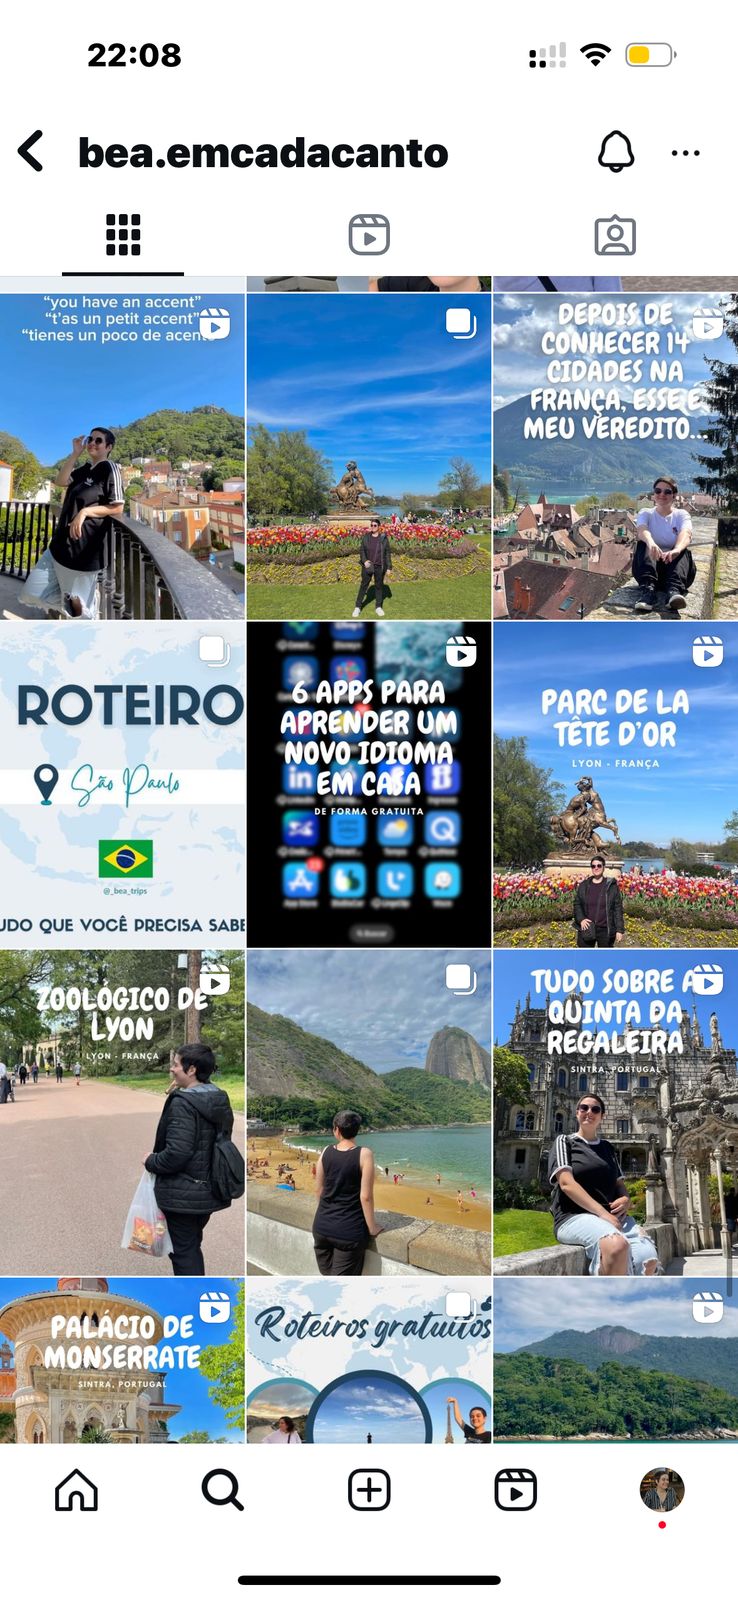 22:08
bea.emcadacanto
“you have an accent”
“t’as un petit accent”
“tienes un poco de
DEPOIS DE
CONHECER 14
CIDADES NA
FRANÇA, ESSE É
MEU VEREDITO...
ROTEIRO
São Paulo
@_bea_trips
UDO QUE VOCÊ PRECISA SABE
6 APPS PARA
APRENDER UM
NOVO IDIOMA
EM CASA
DE FORMA GRATUITA
PARC DE LA
TÊTE D’OR
LYON - FRANÇA
ZOOLÓGICO DE
LYON
LYON - FRANÇA
TUDO SOBRE A
QUINTA DA
REGALEIRA
SINTRA, PORTUGAL
PALÁCIO DE
MONSERRATE
SINTRA, PORTUGAL
Roteiros gratuitos